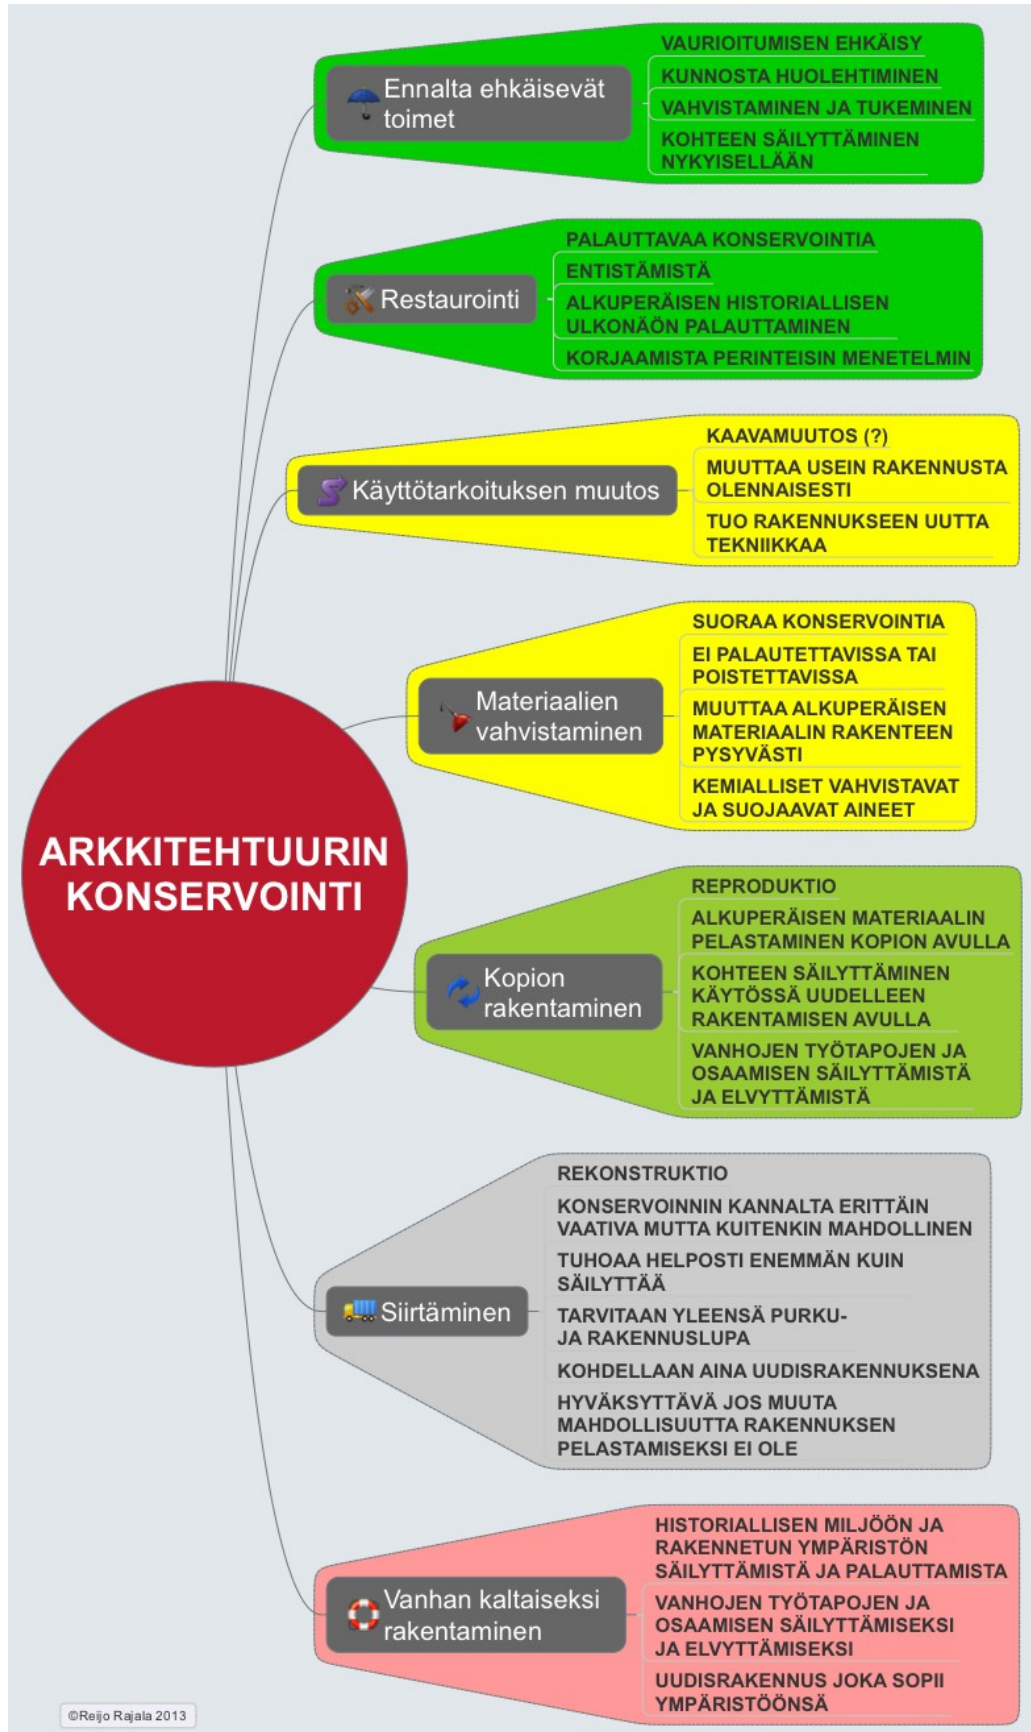 Ennalta ehkäisevät
toimet
VAURIOITUMISEN EHKÄISY
KUNNOSTA HUOLEHTIMINEN
VAHVISTAMINEN JA TUKEMINEN
KOHTEEN SÄILYTTÄMINEN
NYKYISELLÄÄN
Restaurointi
PALAUTTAVAA KONSERVOINTIA
ENTISTÄMISTÄ
ALKUPERÄISEN HISTORIALLISEN
ULKONÄÖN PALAUTTAMINEN
KORJAAMISTA PERINTEISIN MENETELMIN
Käyttötarkoituksen muutos
KAAVAMUUTOS (?)
MUUTTAA USEIN RAKENNUSTA
OLENNAISESTI
TUO RAKENNUKSEEN UUTTA
TEKNIIKKAA
Materiaalien
vahvistaminen
SUORAA KONSERVOINTIA
EI PALAUTETTAVISSA TAI
POISTETTAVISSA
MUUTTAA ALKUPERÄISEN
MATERIAALIN RAKENTEEN
PYSYVÄSTI
KEMIALLISET VAHVISTAVAT
JA SUOJAAVAT AINEET
ARKKITEHTUURIN
KONSERVOINTI
Kopion
rakentaminen
REPRODUKTIO
ALKUPERÄISEN MATERIAALIN
PELASTAMINEN KOPION AVULLA
KOHTEEN SÄILYTTÄMINEN
KÄYTÖSSÄ UUDELLEEN
RAKENTAMISEN AVULLA
VANHOJEN TYÖTAPOJEN JA
OSAAMISEN SÄILYTTÄMISTÄ
JA ELVYTTÄMISTÄ
Siirtäminen
REKONSTRUKTIO
KONSERVOINNIN KANNALTA ERITTÄIN
VAATIVA MUTTA KUITENKIN MAHDOLLINEN
TUHOAA HELPOSTI ENEMMÄN KUIN
SÄILYTTÄÄ
TARVITAAN YLEENSÄ PURKU-
JA RAKENNUSLUPA
KOHDELLAAN AINA UUDISRAKENNUKSENA
HYVÄKSYTTÄVÄ JOS MUUTA
MAHDOLLISUUTTA RAKENNUKSEN
PELASTAMISEKSI EI OLE
Vanhan kaltaiseksi
rakentaminen
HISTORIALLISEN MILJÖÖN JA
RAKENNETUN YMPÄRISTÖN
SÄILYTTÄMISTÄ JA PALAUTTAMISTA
VANHOJEN TYÖTAPOJEN JA
OSAAMISEN SÄILYTTÄMISEKSI
JA ELVYTTÄMISEKSI
UUDISRAKENNUS JOKA SOPII
YMPÄRISTÖÖNSÄ
©Reijo Rajala 2013